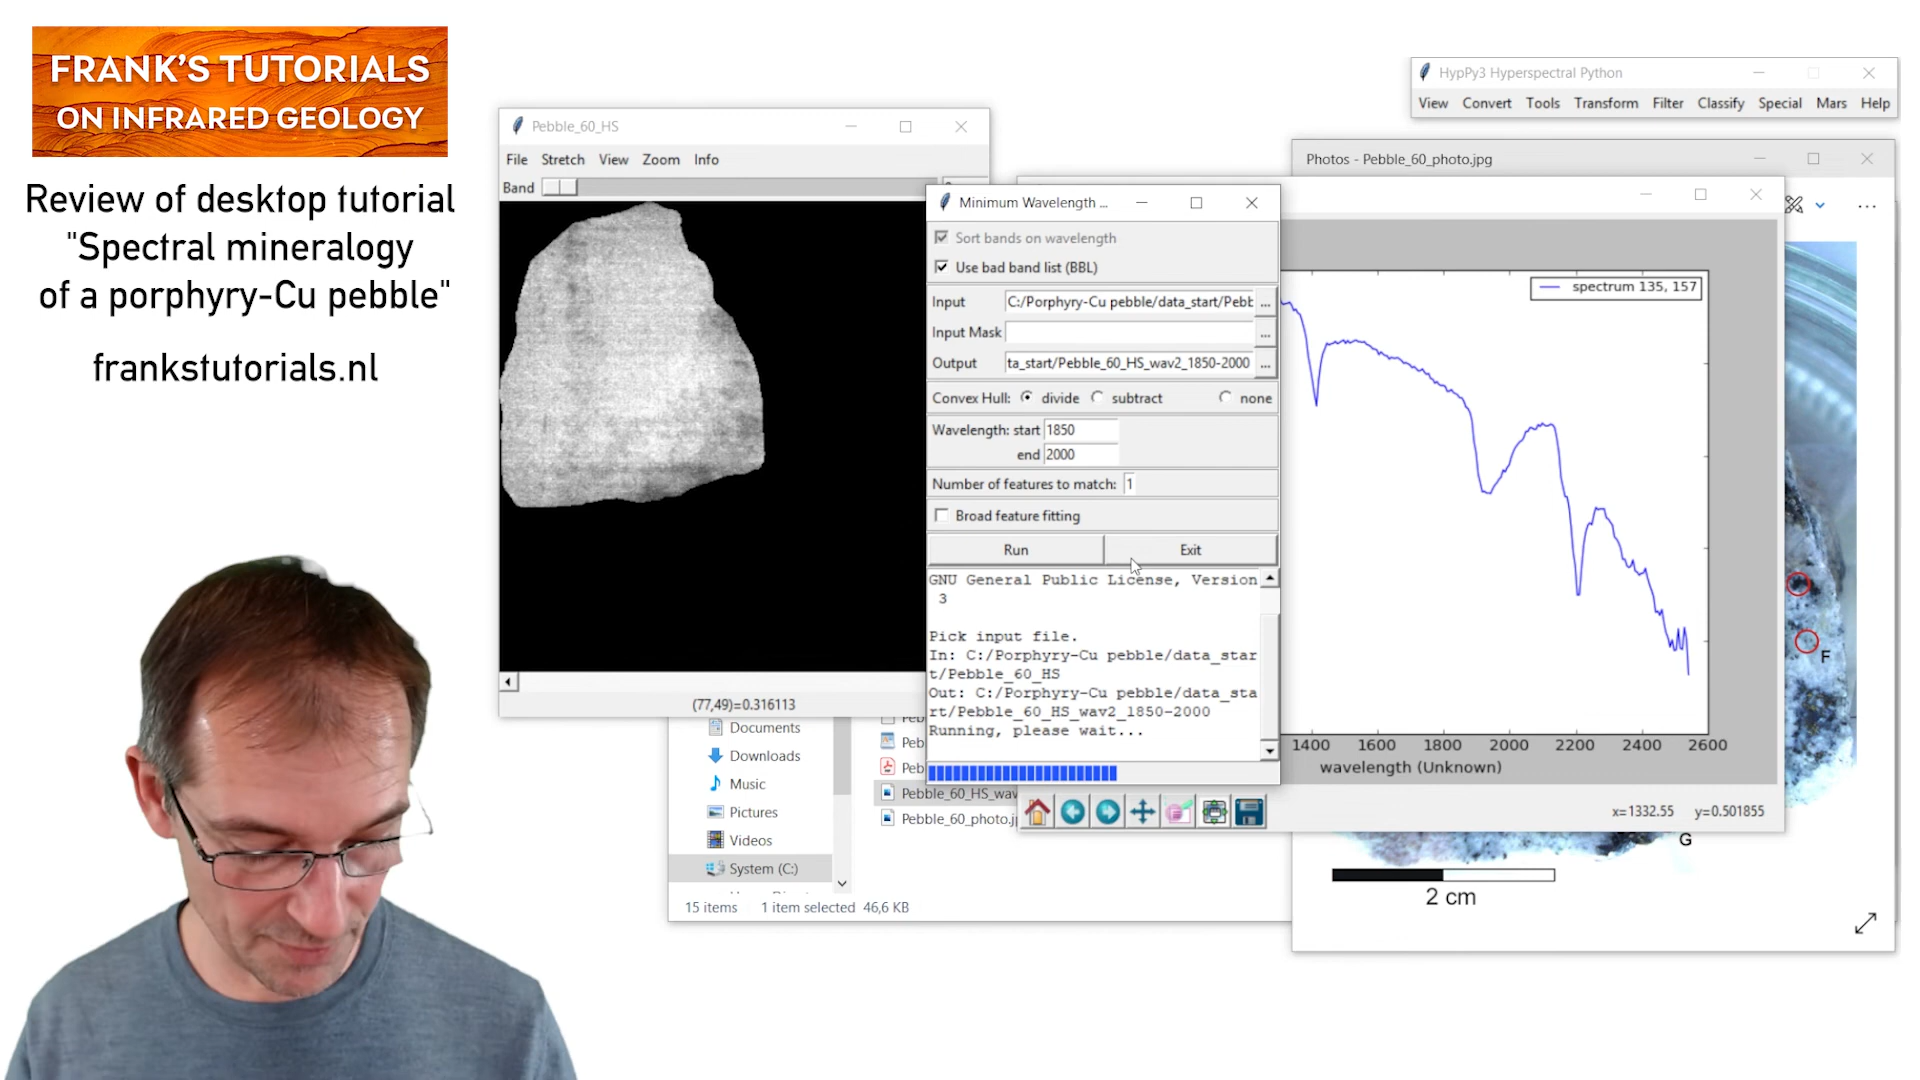 FRANK'S TUTORIALS
ON INFRARED GEOLOGY
Review of desktop tutorial
"Spectral mineralogy
of a porphyry-Cu pebble"
frankstutorials.nl
HypPy3 Hyperspectral Python
View Convert Tools Transform Filter Classify Special Mars Help
Pebble_60_HS
File Stretch View Zoom Info
Band
(77,49)=0.316113
Photos - Pebble_60_photo.jpg
Minimum Wavelength ...
Sort bands on wavelength
Use bad band list (BBL)
Input C:/Porphyry-Cu pebble/data_start/Pebb ...
Input Mask ...
Output ta_start/Pebble_60_HS_wav2_1850-2000 ...
Convex Hull: divide subtract none
Wavelength: start 1850
end 2000
Number of features to match: 1
Broad feature fitting
Run Exit
GNU General Public License, Version
3
Pick input file.
In: C:/Porphyry-Cu pebble/data_star
t/Pebble_60_HS
Out: C:/Porphyry-Cu pebble/data_sta
rt/Pebble_60_HS_wav2_1850-2000
Running, please wait...
spectrum 135, 157
1400 1600 1800 2000 2200 2400 2600
wavelength (Unknown)
x=1332.55 y=0.501855
F
G
2 cm
Documents
Downloads
Music
Pictures
Videos
System (C:)
Peb
Peb
Peb
Pebble_60_HS_wav
Pebble_60_photo.j
15 items 1 item selected 46,6 KB